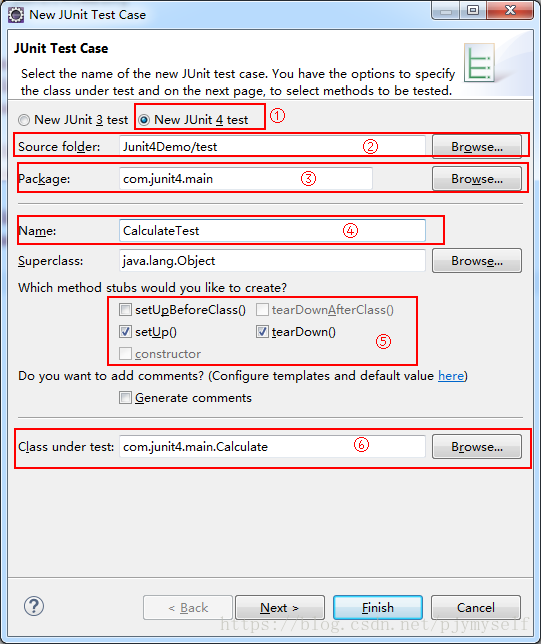 New JUnit Test Case
JUnit Test Case
Select the name of the new JUnit test case. You have the options to specify
the class under test and on the next page, to select methods to be tested.
New JUnit 3 test New JUnit 4 test ①
Source folder: Junit4Demo/test ② Browse...
Package: com.junit4.main ③ Browse...
Name: CalculateTest ④
Superclass: java.lang.Object Browse...
Which method stubs would you like to create?
setUpBeforeClass() tearDownAfterClass()
setUp() tearDown() ⑤
constructor
Do you want to add comments? (Configure templates and default value here)
Generate comments
Class under test: com.junit4.main.Calculate ⑥ Browse...
? < Back Next > Finish Cancel
https://blog.csdn.net/pjymyself